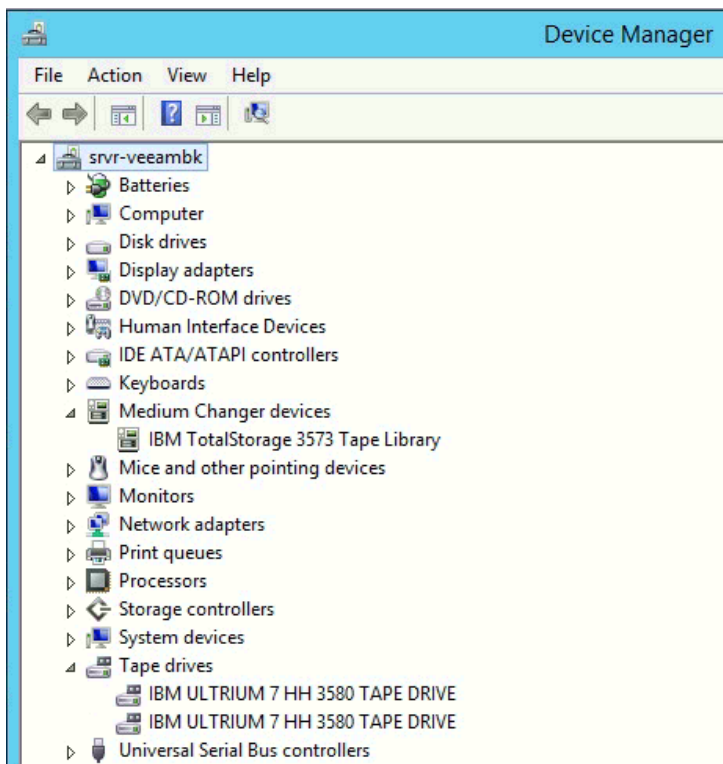 Device Manager
File Action View Help
srvr-veeambk
Batteries
Computer
Disk drives
Display adapters
DVD/CD-ROM drives
Human Interface Devices
IDE ATA/ATAPI controllers
Keyboards
Medium Changer devices
IBM TotalStorage 3573 Tape Library
Mice and other pointing devices
Monitors
Network adapters
Print queues
Processors
Storage controllers
System devices
Tape drives
IBM ULTRIUM 7 HH 3580 TAPE DRIVE
IBM ULTRIUM 7 HH 3580 TAPE DRIVE
Universal Serial Bus controllers